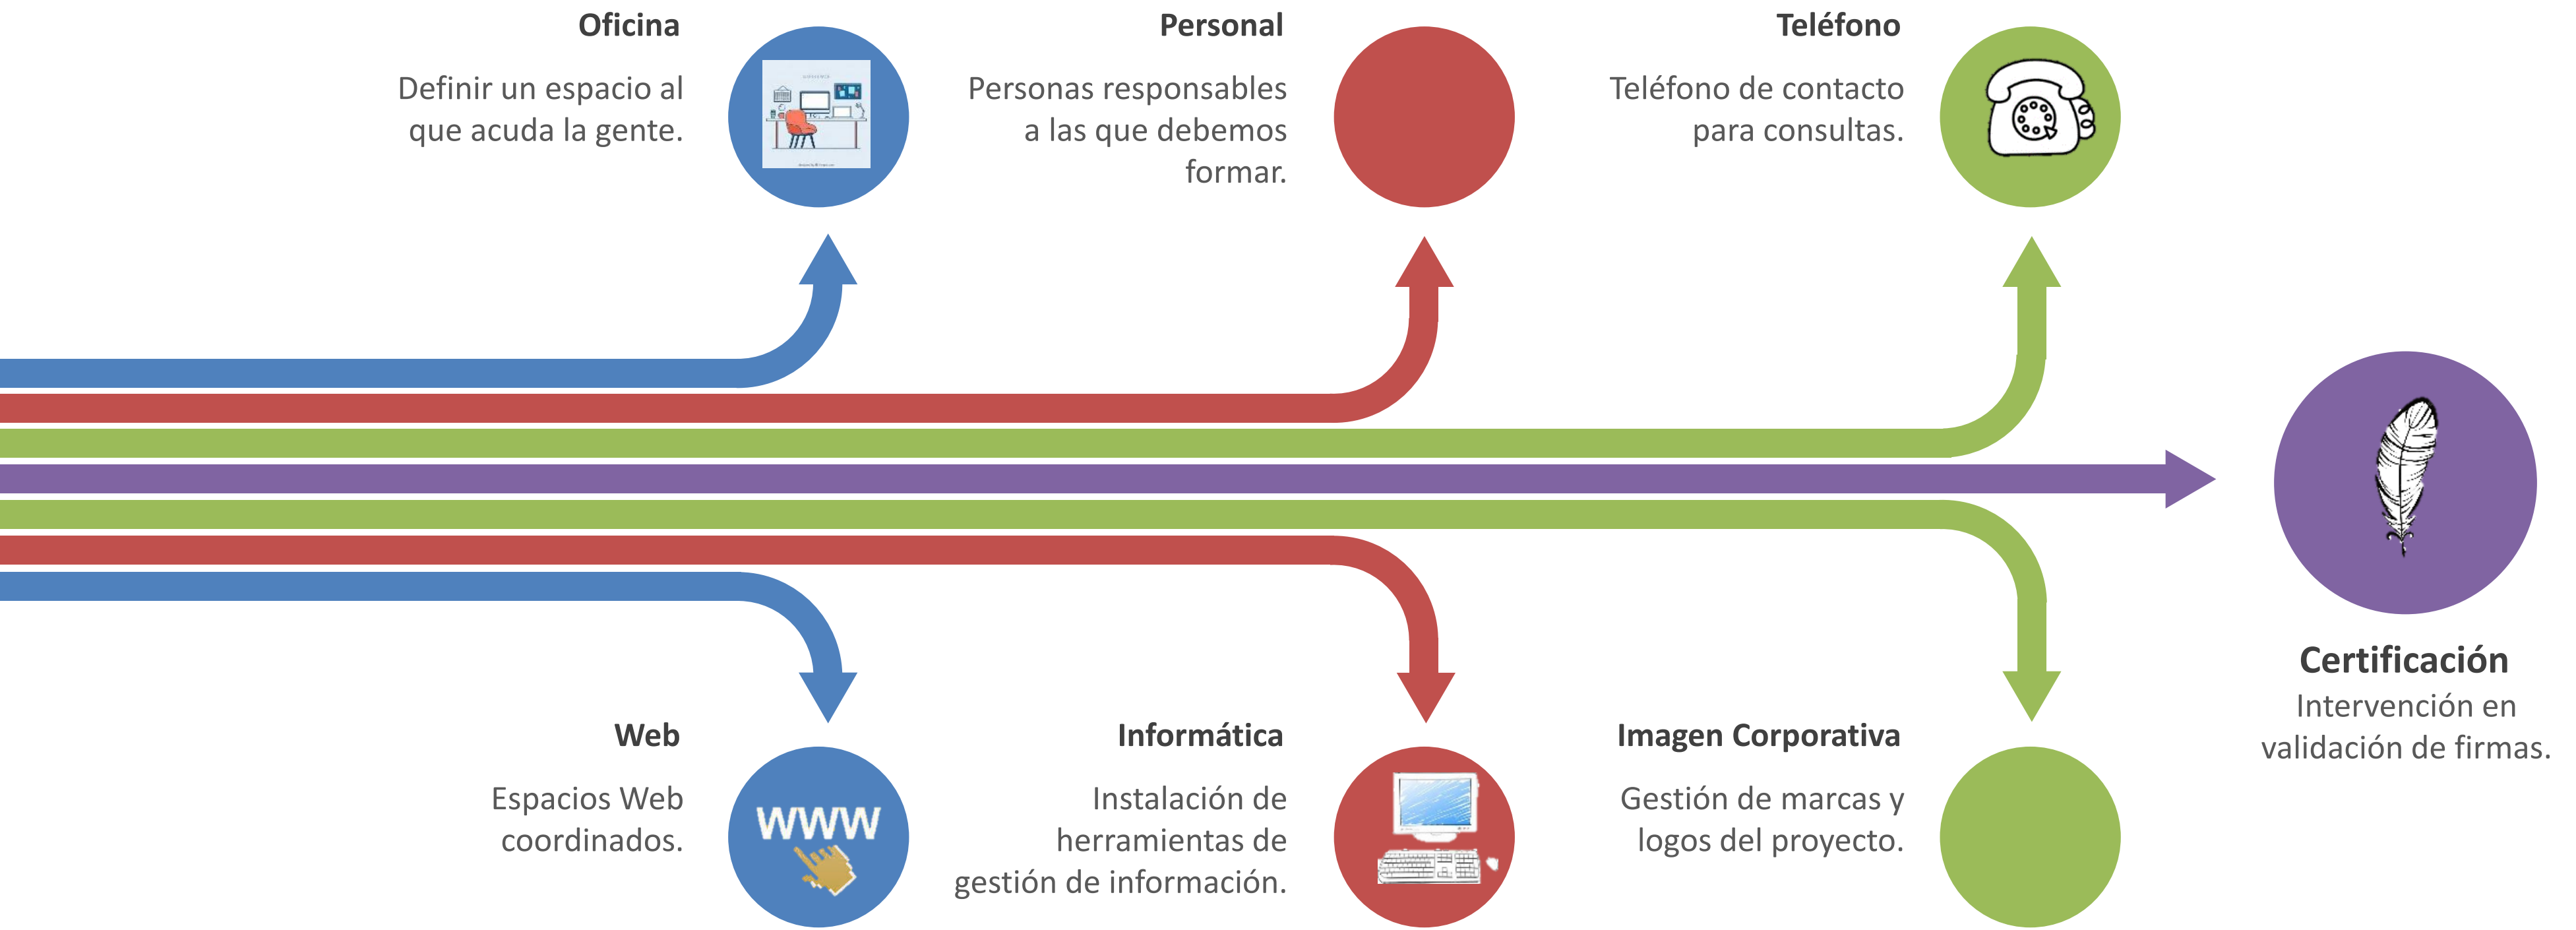 Oficina
Definir un espacio al
que acuda la gente.
Personal
Personas responsables
a las que debemos
formar.
Teléfono
Teléfono de contacto
para consultas.
Certificación
Intervención en
validación de firmas.
Web
Espacios Web
coordinados.
WWW
Informática
Instalación de
herramientas de
gestión de información.
Imagen Corporativa
Gestión de marcas y
logos del proyecto.